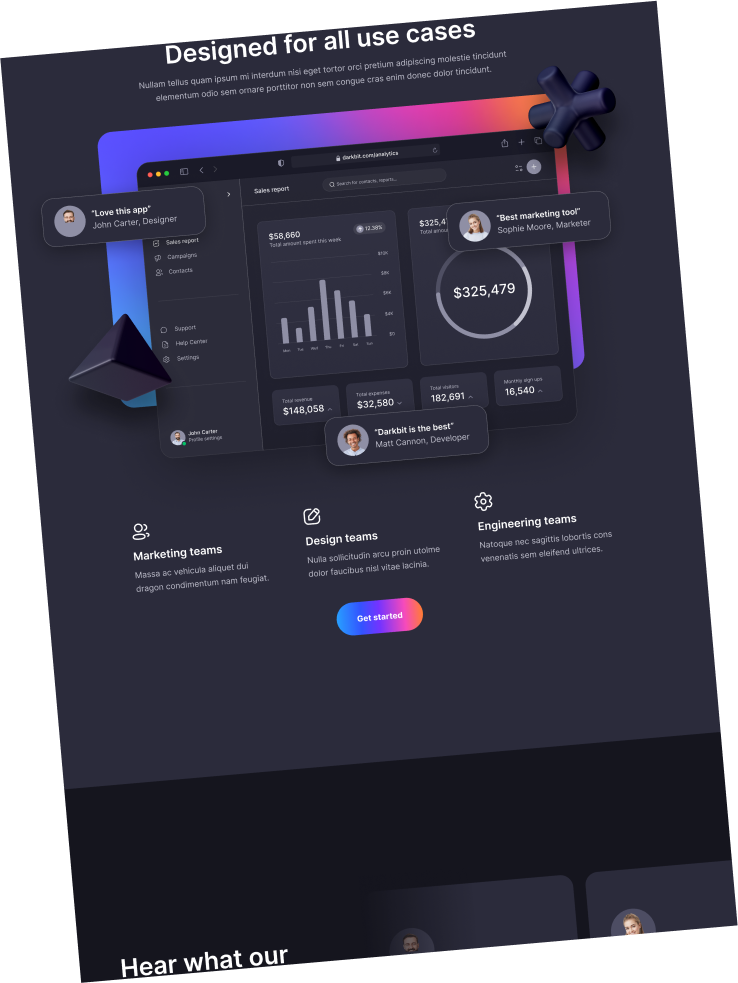 Designed for all use cases
Nullam tellus quam ipsum mi interdum nisi eget tortor orci pretium adipiscing molestie tincidunt
elementum odio sem ornare porttitor non sem congue cras enim donec dolor tincidunt.
darkbit.com/analytics
Sales report
Search for contacts, reports...
"Love this app"
John Carter, Designer
"Best marketing tool"
Sophie Moore, Marketer
Sales report
Campaigns
Contacts
Support
Help Center
Settings
John Carter
Profile settings
$58,660
12.38%
Total amount spent this week
$10K
$8K
$6K
$4K
$0
Mon Tue Wed Thu Fri Sat Sun
$325,47
Total amou
$325,479
Total revenue
$148,058
Total expenses
$32,580
Total visitors
182,691
Monthly sign ups
16,540
"Darkbit is the best"
Matt Cannon, Developer
Marketing teams
Massa ac vehicula aliquet dui
dragon condimentum nam feugiat.
Design teams
Nulla sollicitudin arcu proin utoime
dolor faucibus nisl vitae lacinia.
Engineering teams
Natoque nec sagittis lobortis cons
venenatis sem eleifend ultrices.
Get started
Hear what our